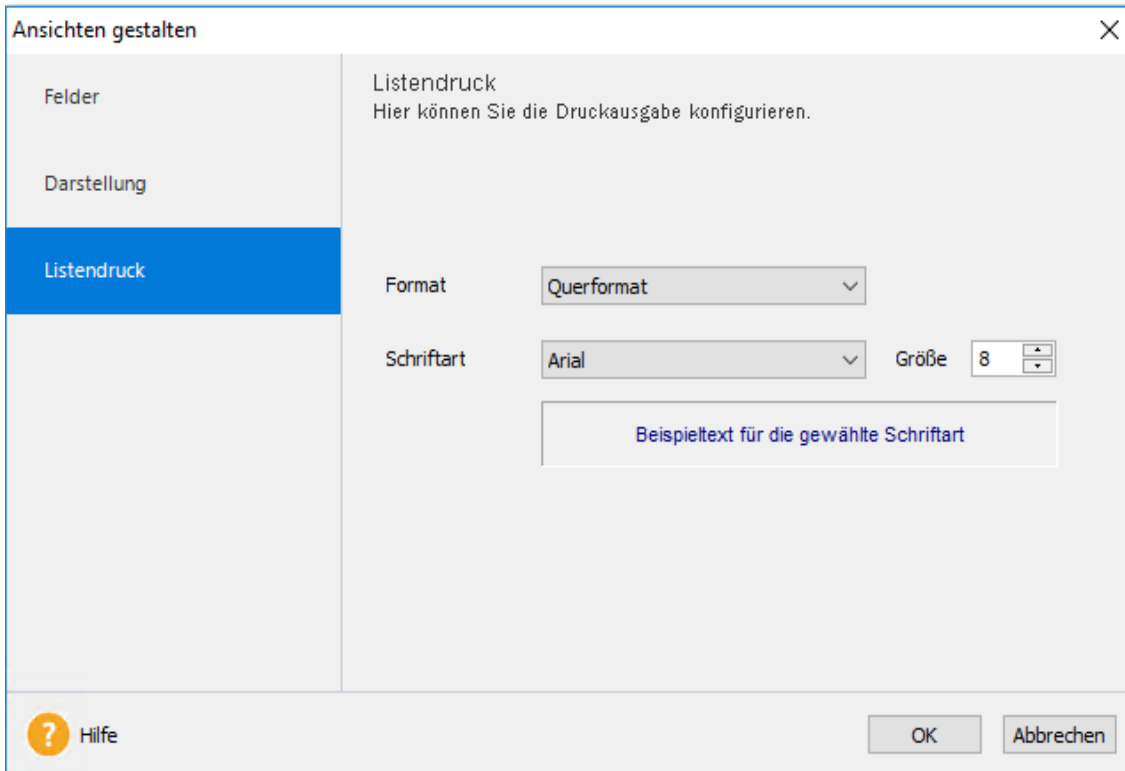 Ansichten gestalten
Felder
Darstellung
Listendruck
Listendruck
Hier können Sie die Druckausgabe konfigurieren.
Format Querformat
Schriftart Arial Größe 8
Beispieltext für die gewählte Schriftart
? Hilfe OK Abbrechen